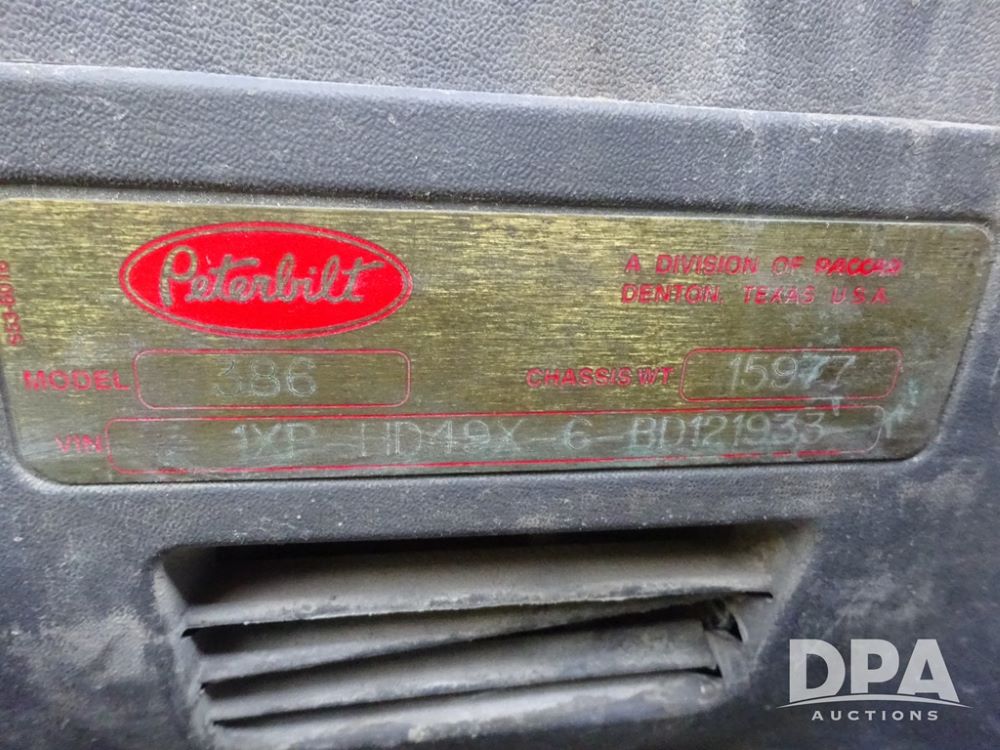 Peterbilt
A DIVISION OF PACCAR
DENTON, TEXAS U.S.A.
MODEL 386
CHASSIS WT 15977
VIN 1XP HD49X-6-BD121933
DPA
AUCTIONS